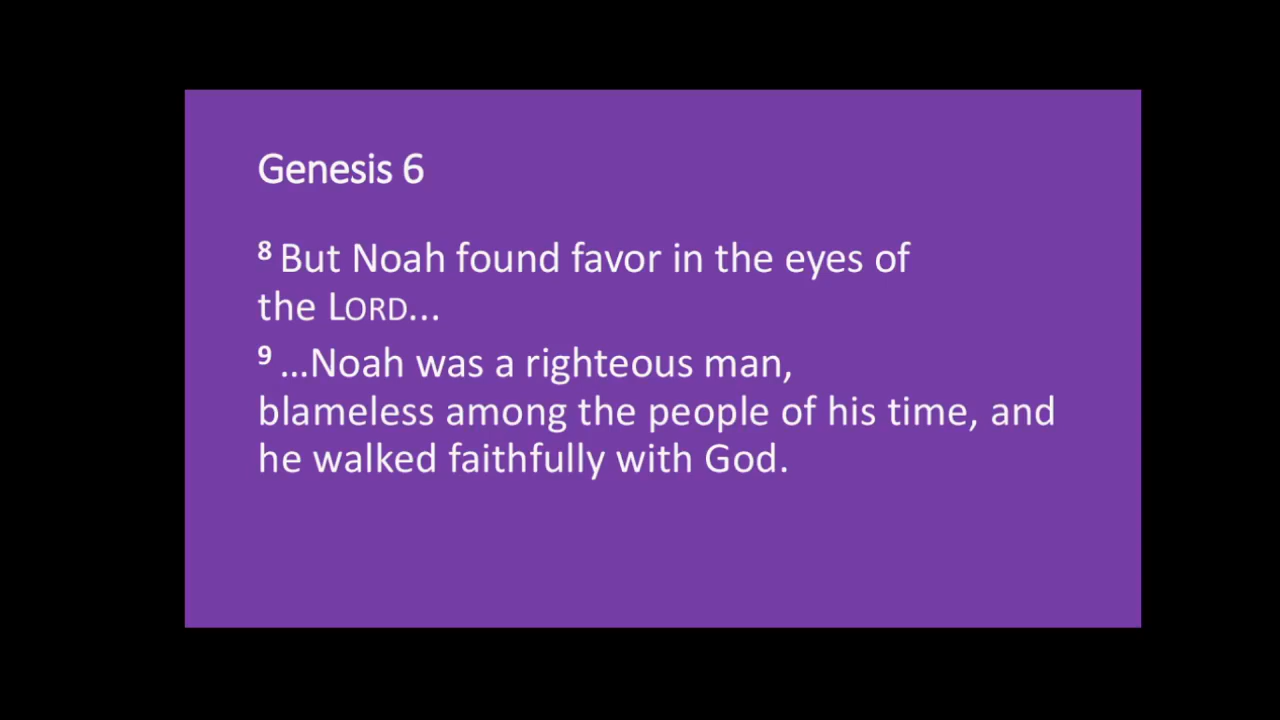 Genesis 6
8 But Noah found favor in the eyes of
the LORD...
9 ...Noah was a righteous man,
blameless among the people of his time, and
he walked faithfully with God.